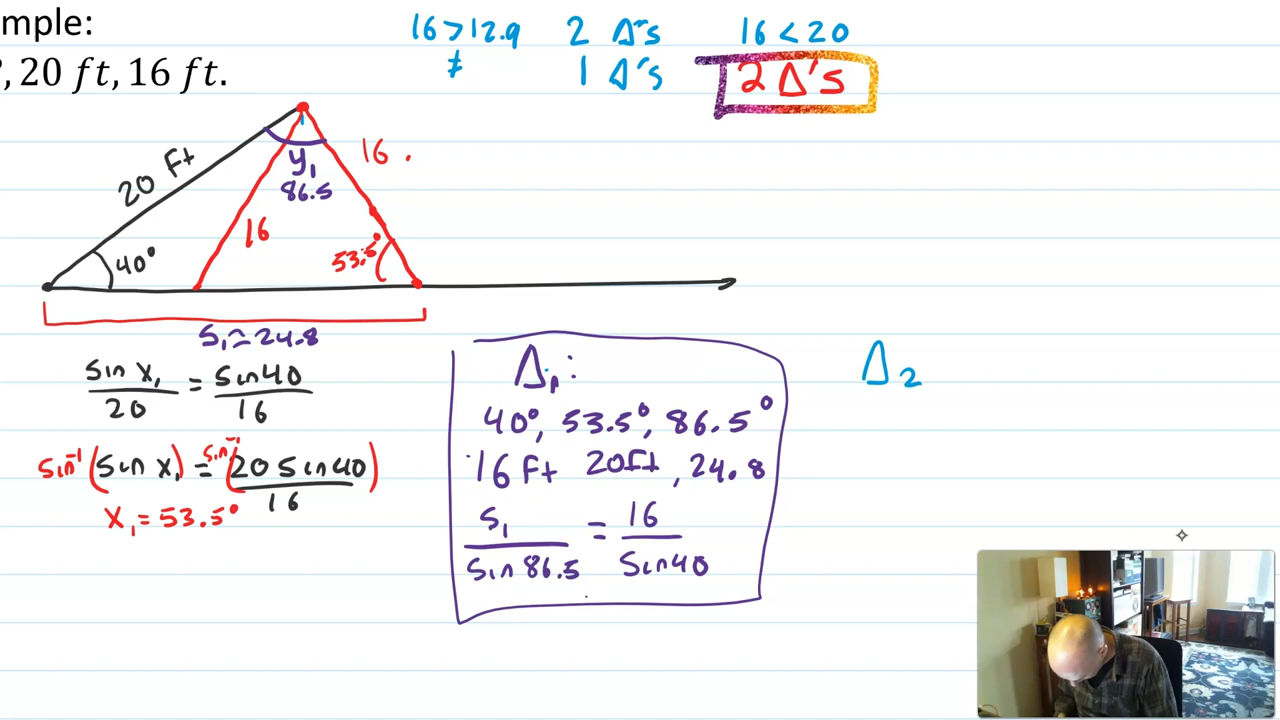 mple:
°, 20 ft, 16 ft.
16 > 12.9 2 Δ's 16 < 20
≯ 1 Δ's 2 Δ's
20 Ft
y₁
86.5
16
16
40°
53.5°
S₁ ≃ 24.8
sin x₁ / 20 = sin 40 / 16
sin⁻¹(sin x₁) = sin⁻¹(20 sin 40 / 16)
x₁ = 53.5°
Δ₁:
40°, 53.5°, 86.5°
16 Ft 20ft, 24.8
S₁ / Sin 86.5 = 16 / Sin 40
Δ₂